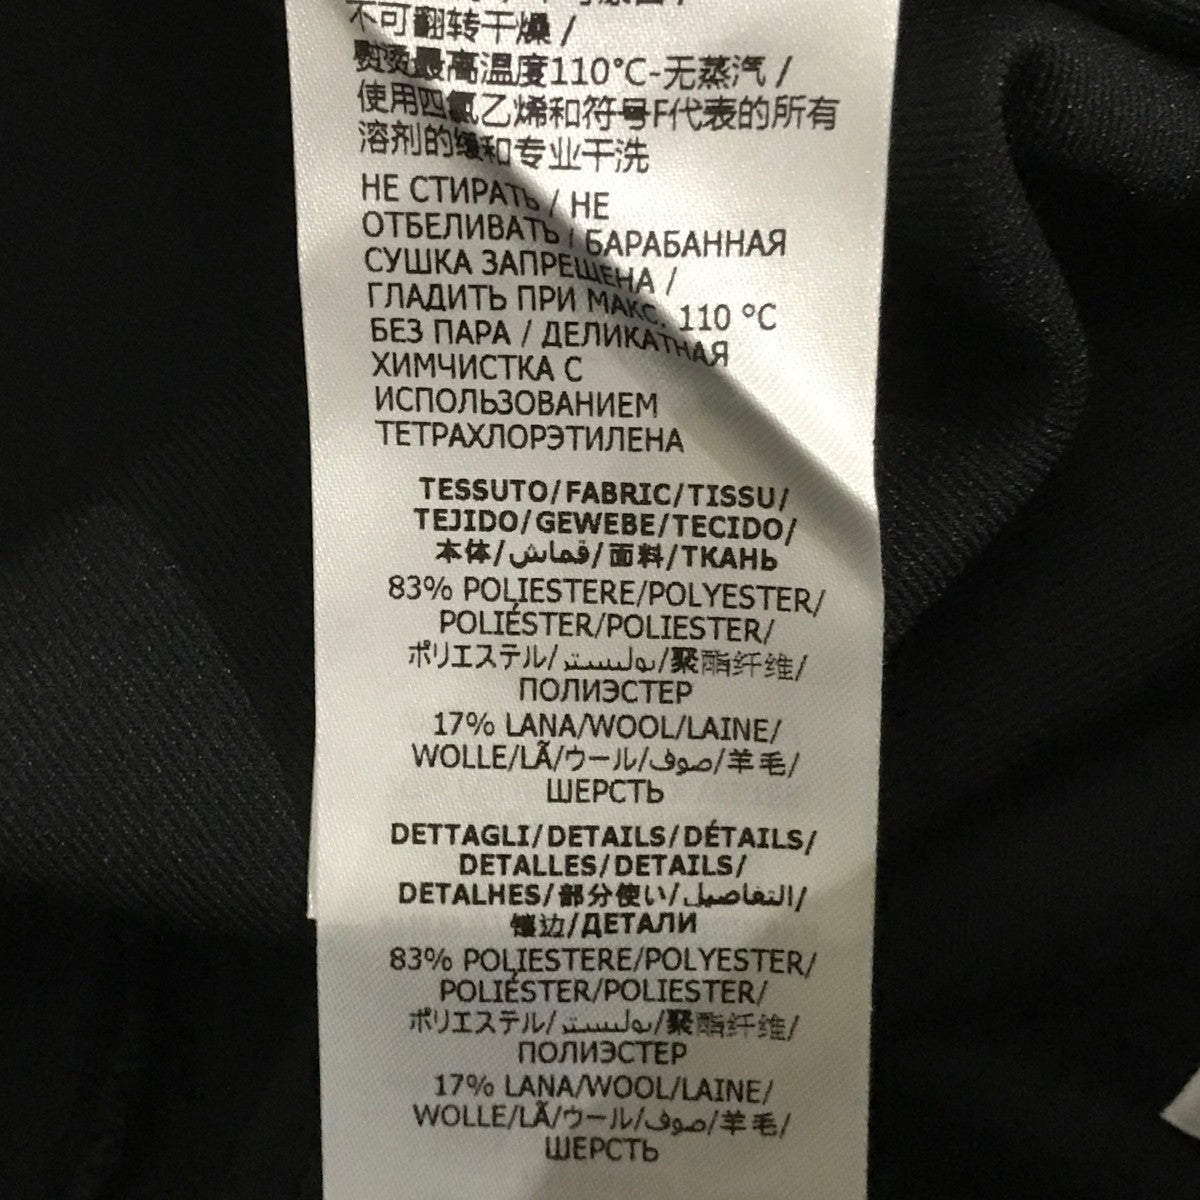 不可翻转干燥 /
熨烫最高温度110°C-无蒸汽 /
使用四氯乙烯和符号F代表的所有
溶剂的缓和专业干洗
НЕ СТИРАТЬ / НЕ
ОТБЕЛИВАТЬ / БАРАБАННАЯ
СУШКА ЗАПРЕЩЕНА /
ГЛАДИТЬ ПРИ МАКС. 110 °C
БЕЗ ПАРА / ДЕЛИКАТНАЯ
ХИМЧИСТКА С
ИСПОЛЬЗОВАНИЕМ
ТЕТРАХЛОРЭТИЛЕНА
TESSUTO/FABRIC/TISSU/
TEJIDO/GEWEBE/TECIDO/
本体/قماش/面料/ТКАНЬ
83% POLIESTERE/POLYESTER/
POLIÉSTER/POLIESTER/
ポリエステル/بوليستر/聚酯纤维/
ПОЛИЭСТЕР
17% LANA/WOOL/LAINE/
WOLLE/LÃ/ウール/صوف/羊毛/
ШЕРСТЬ
DETTAGLI/DETAILS/DÉTAILS/
DETALLES/DETAILS/
DETALHES/部分使い/التفاصيل/
镶边/ДЕТАЛИ
83% POLIESTERE/POLYESTER/
POLIÉSTER/POLIESTER/
ポリエステル/بوليستر/聚酯纤维/
ПОЛИЭСТЕР
17% LANA/WOOL/LAINE/
WOLLE/LÃ/ウール/صوف/羊毛/
ШЕРСТЬ